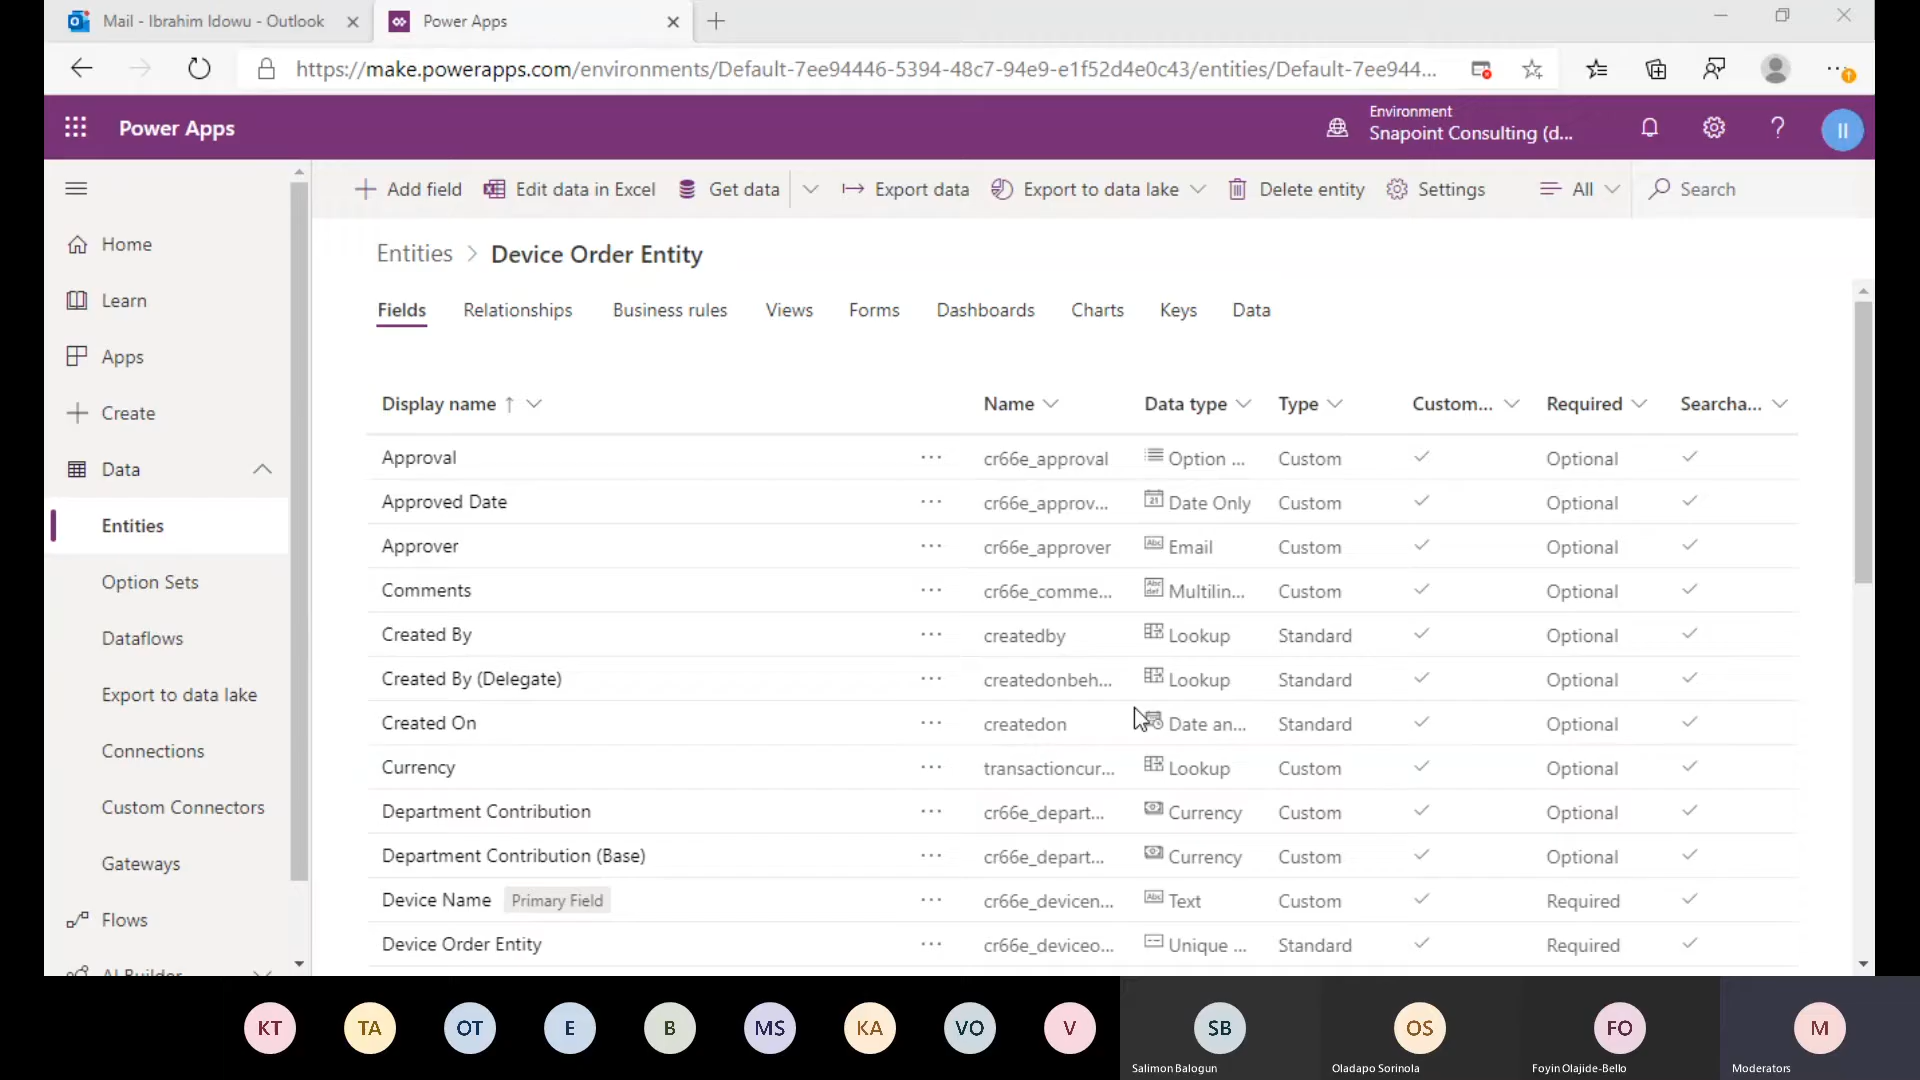 Mail - Ibrahim Idowu - Outlook
Power Apps
https://make.powerapps.com/environments/Default-7ee94446-5394-48c7-94e9-e1f52d4e0c43/entities/Default-7ee944...
Power Apps
Environment
Snapoint Consulting (d...
II
Add field
Edit data in Excel
Get data
Export data
Export to data lake
Delete entity
Settings
All
Search
Home
Learn
Apps
Create
Data
Entities
Option Sets
Dataflows
Export to data lake
Connections
Custom Connectors
Gateways
Flows
AI Builder
Entities > Device Order Entity
Fields Relationships Business rules Views Forms Dashboards Charts Keys Data
Display name Name Data type Type Custom... Required Searcha...
Approval ... cr66e_approval Option ... Custom Optional
Approved Date ... cr66e_approv... 21 Date Only Custom Optional
Approver ... cr66e_approver Abc Email Custom Optional
Comments ... cr66e_comme... Abc def Multilin... Custom Optional
Created By ... createdby Lookup Standard Optional
Created By (Delegate) ... createdonbeh... Lookup Standard Optional
Created On ... createdon Date an... Standard Optional
Currency ... transactioncur... Lookup Custom Optional
Department Contribution ... cr66e_depart... Currency Custom Optional
Department Contribution (Base) ... cr66e_depart... Currency Custom Optional
Device Name Primary Field ... cr66e_devicen... Abc Text Custom Required
Device Order Entity ... cr66e_deviceo... Unique ... Standard Required
KT TA OT E B MS KA VO V SB OS FO M
Salimon Balogun Oladapo Sorinola Foyin Olajide-Bello Moderators